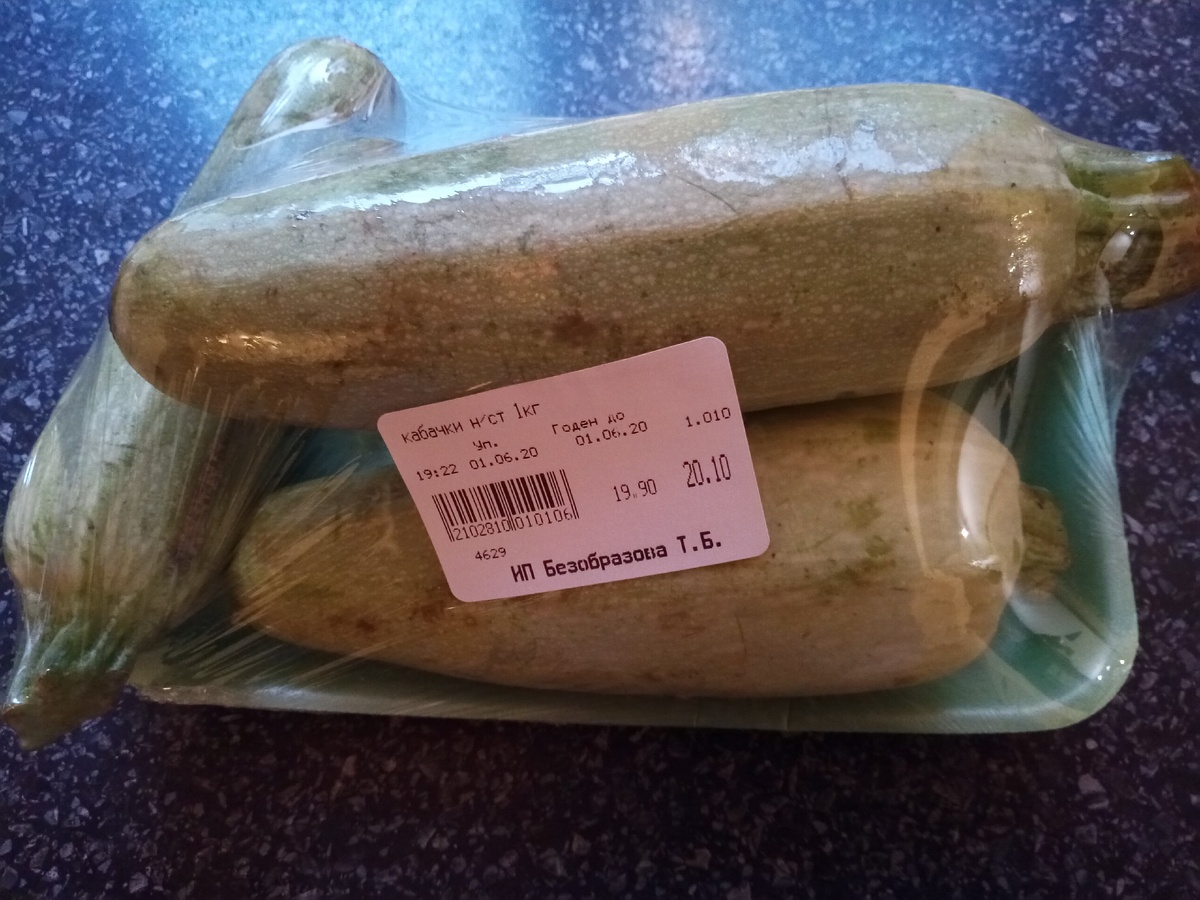 кабачки н/ст 1кг
Уп. Годен до
19:22 01.06.20 01.06.20 1.010
19.90 20.10
2102810010106
4629
ИП Безобразова Т.Б.